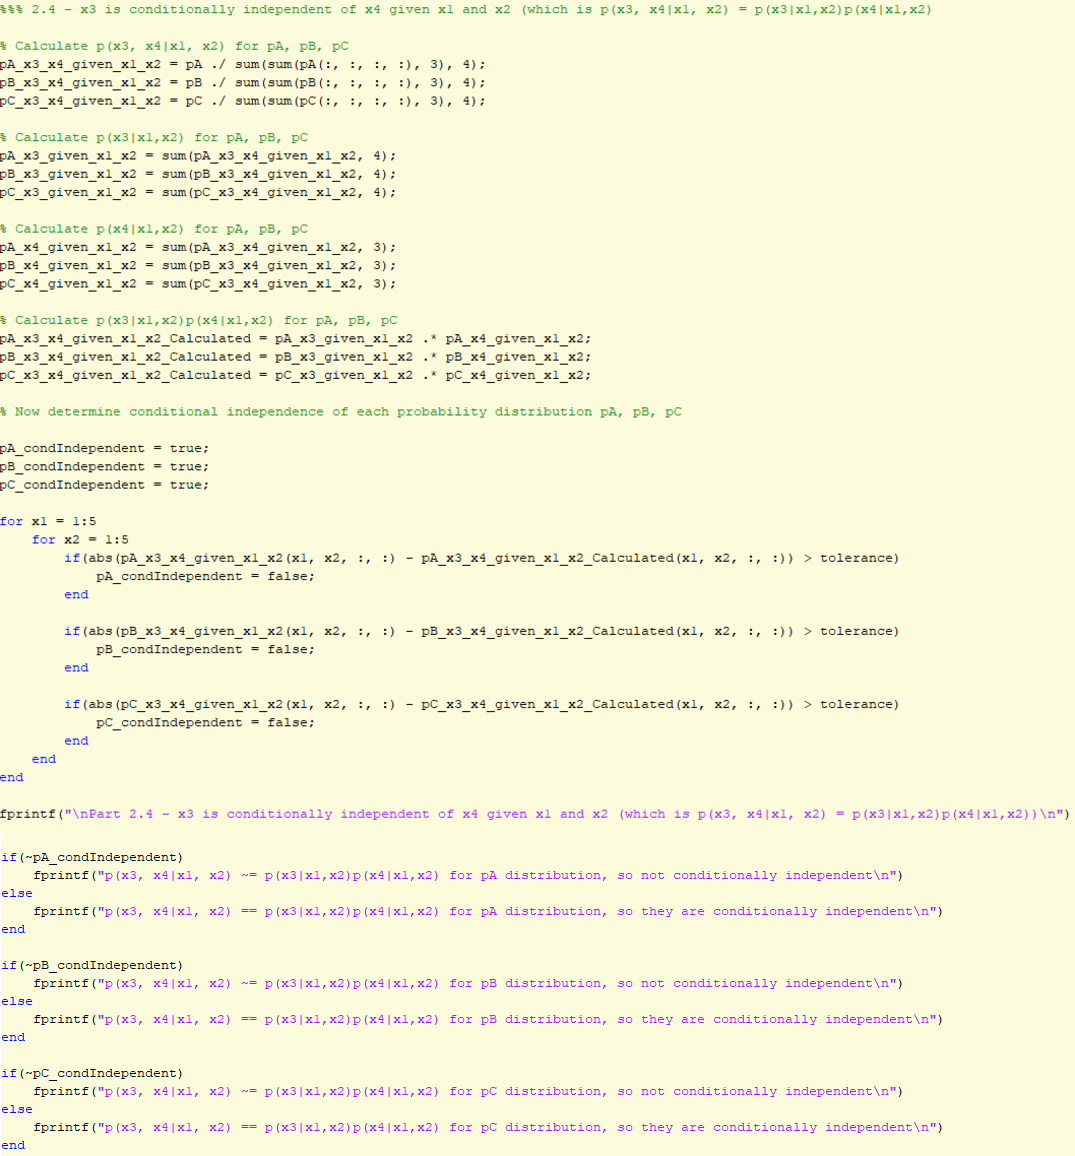 %%% 2.4 - x3 is conditionally independent of x4 given x1 and x2 (which is p(x3, x4|x1, x2) = p(x3|x1,x2)p(x4|x1,x2)
% Calculate p(x3, x4|x1, x2) for pA, pB, pC
pA_x3_x4_given_x1_x2 = pA ./ sum(sum(pA(:, :, :, :), 3), 4);
pB_x3_x4_given_x1_x2 = pB ./ sum(sum(pB(:, :, :, :), 3), 4);
pC_x3_x4_given_x1_x2 = pC ./ sum(sum(pC(:, :, :, :), 3), 4);
% Calculate p(x3|x1,x2) for pA, pB, pC
pA_x3_given_x1_x2 = sum(pA_x3_x4_given_x1_x2, 4);
pB_x3_given_x1_x2 = sum(pB_x3_x4_given_x1_x2, 4);
pC_x3_given_x1_x2 = sum(pC_x3_x4_given_x1_x2, 4);
% Calculate p(x4|x1,x2) for pA, pB, pC
pA_x4_given_x1_x2 = sum(pA_x3_x4_given_x1_x2, 3);
pB_x4_given_x1_x2 = sum(pB_x3_x4_given_x1_x2, 3);
pC_x4_given_x1_x2 = sum(pC_x3_x4_given_x1_x2, 3);
% Calculate p(x3|x1,x2)p(x4|x1,x2) for pA, pB, pC
pA_x3_x4_given_x1_x2_Calculated = pA_x3_given_x1_x2 .* pA_x4_given_x1_x2;
pB_x3_x4_given_x1_x2_Calculated = pB_x3_given_x1_x2 .* pB_x4_given_x1_x2;
pC_x3_x4_given_x1_x2_Calculated = pC_x3_given_x1_x2 .* pC_x4_given_x1_x2;
% Now determine conditional independence of each probability distribution pA, pB, pC
pA_condIndependent = true;
pB_condIndependent = true;
pC_condIndependent = true;
for x1 = 1:5
for x2 = 1:5
if(abs(pA_x3_x4_given_x1_x2(x1, x2, :, :) - pA_x3_x4_given_x1_x2_Calculated(x1, x2, :, :)) > tolerance)
pA_condIndependent = false;
end
if(abs(pB_x3_x4_given_x1_x2(x1, x2, :, :) - pB_x3_x4_given_x1_x2_Calculated(x1, x2, :, :)) > tolerance)
pB_condIndependent = false;
end
if(abs(pC_x3_x4_given_x1_x2(x1, x2, :, :) - pC_x3_x4_given_x1_x2_Calculated(x1, x2, :, :)) > tolerance)
pC_condIndependent = false;
end
end
end
fprintf("\nPart 2.4 - x3 is conditionally independent of x4 given x1 and x2 (which is p(x3, x4|x1, x2) = p(x3|x1,x2)p(x4|x1,x2))\n")
if(~pA_condIndependent)
fprintf("p(x3, x4|x1, x2) ~= p(x3|x1,x2)p(x4|x1,x2) for pA distribution, so not conditionally independent\n")
else
fprintf("p(x3, x4|x1, x2) == p(x3|x1,x2)p(x4|x1,x2) for pA distribution, so they are conditionally independent\n")
end
if(~pB_condIndependent)
fprintf("p(x3, x4|x1, x2) ~= p(x3|x1,x2)p(x4|x1,x2) for pB distribution, so not conditionally independent\n")
else
fprintf("p(x3, x4|x1, x2) == p(x3|x1,x2)p(x4|x1,x2) for pB distribution, so they are conditionally independent\n")
end
if(~pC_condIndependent)
fprintf("p(x3, x4|x1, x2) ~= p(x3|x1,x2)p(x4|x1,x2) for pC distribution, so not conditionally independent\n")
else
fprintf("p(x3, x4|x1, x2) == p(x3|x1,x2)p(x4|x1,x2) for pC distribution, so they are conditionally independent\n")
end